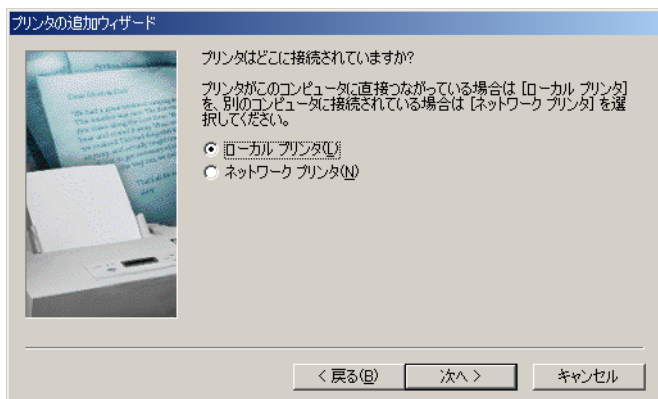 プリンタの追加ウィザード
プリンタはどこに接続されていますか?
プリンタがこのコンピュータに直接つながっている場合は [ローカル プリンタ]
を、別のコンピュータに接続されている場合は [ネットワーク プリンタ] を選
択してください。
ローカル プリンタ(L)
ネットワーク プリンタ(N)
< 戻る(B)
次へ >
キャンセル